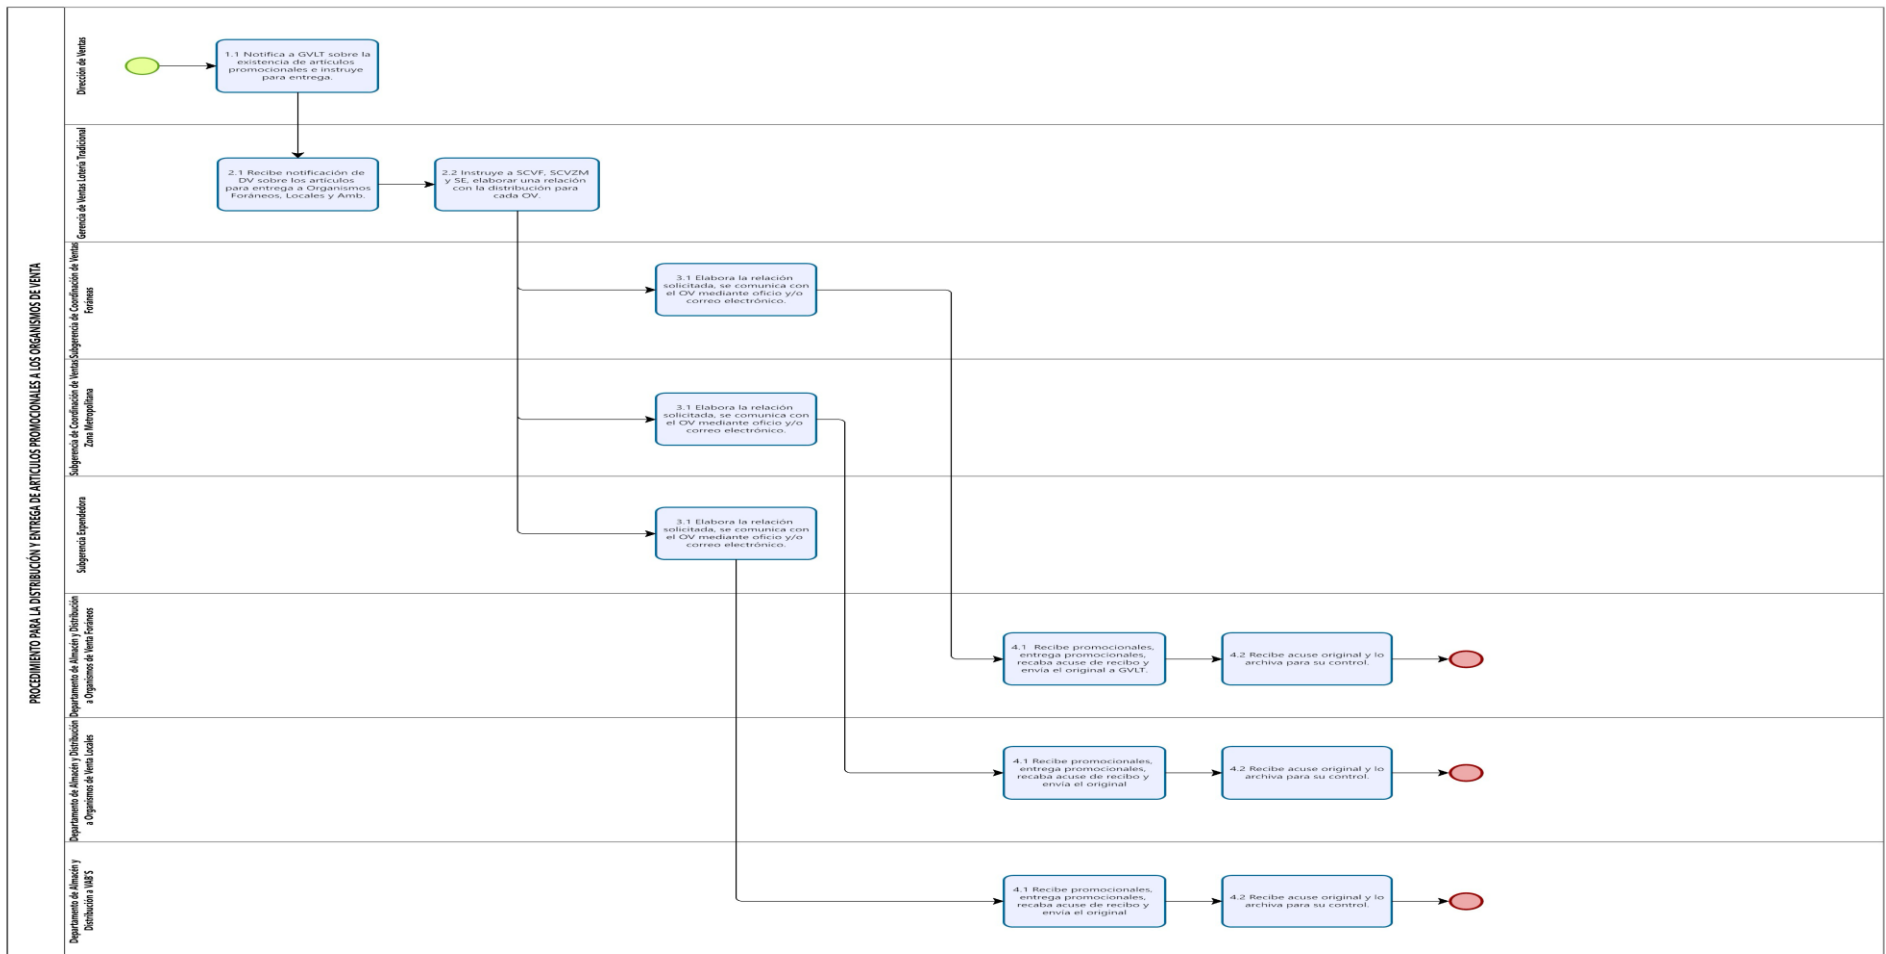 PROCEDIMIENTO PARA LA DISTRIBUCIÓN Y ENTREGA DE ARTICULOS PROMOCIONALES A LOS ORGANISMOS DE VENTA
Dirección de Ventas
1.1 Notifica a GVLT sobre la
existencia de artículos
promocionales e instruye
para entrega.
Gerencia de Ventas Lotería Tradicional
2.1 Recibe notificación de
DV sobre los artículos
para entrega a Organismos
Foráneos, Locales y Amb.
2.2 Instruye a SCVF, SCVZM
y SE, elaborar una relación
con la distribución para
cada OV.
Subgerencia de Coordinación de Ventas
Foráneas
3.1 Elabora la relación
solicitada, se comunica con
el OV mediante oficio y/o
correo electrónico.
Subgerencia de Coordinación de Ventas
Zona Metropolitana
3.1 Elabora la relación
solicitada, se comunica con
el OV mediante oficio y/o
correo electrónico.
Subgerencia Expendedora
3.1 Elabora la relación
solicitada, se comunica con
el OV mediante oficio y/o
correo electrónico.
Departamento de Almacén y Distribución
a Organismos de Venta Foráneos
4.1 Recibe promocionales,
entrega promocionales,
recaba acuse de recibo y
envía el original a GVLT.
4.2 Recibe acuse original y lo
archiva para su control.
Departamento de Almacén y Distribución
a Organismos de Venta Locales
4.1 Recibe promocionales,
entrega promocionales,
recaba acuse de recibo y
envía el original
4.2 Recibe acuse original y lo
archiva para su control.
Departamento de Almacén y
Distribución a VAB'S
4.1 Recibe promocionales,
entrega promocionales,
recaba acuse de recibo y
envía el original
4.2 Recibe acuse original y lo
archiva para su control.